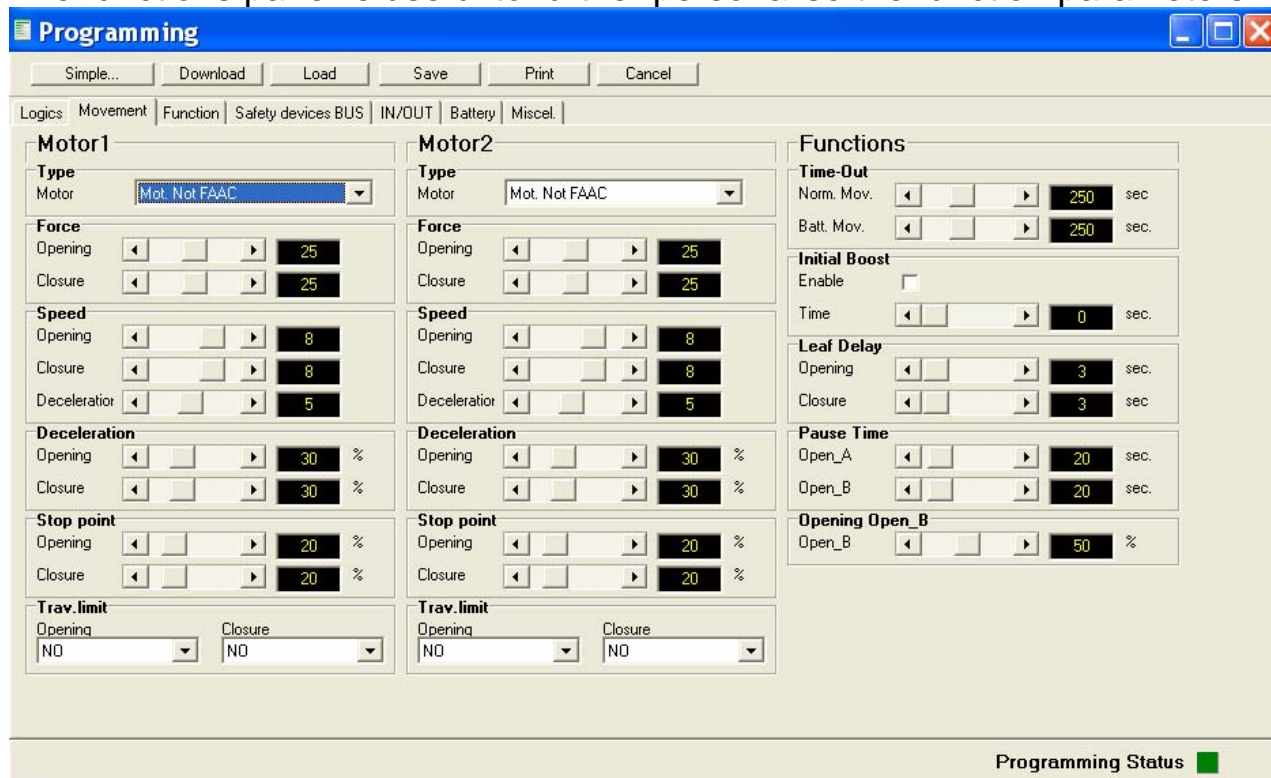 Programming
Simple... Download Load Save Print Cancel
Logics Movement Function Safety devices BUS IN/OUT Battery Miscel.
Motor1
Type
Motor Mot. Not FAAC
Force
Opening 25
Closure 25
Speed
Opening 8
Closure 8
Deceleratior 5
Deceleration
Opening 30 %
Closure 30 %
Stop point
Opening 20 %
Closure 20 %
Trav.limit
Opening Closure
NO NO
Motor2
Type
Motor Mot. Not FAAC
Force
Opening 25
Closure 25
Speed
Opening 8
Closure 8
Deceleratior 5
Deceleration
Opening 30 %
Closure 30 %
Stop point
Opening 20 %
Closure 20 %
Trav.limit
Opening Closure
NO NO
Functions
Time-Out
Norm. Mov. 250 sec
Batt. Mov. 250 sec.
Initial Boost
Enable
Time 0 sec.
Leaf Delay
Opening 3 sec.
Closure 3 sec
Pause Time
Open_A 20 sec.
Open_B 20 sec.
Opening Open_B
Open_B 50 %
Programming Status